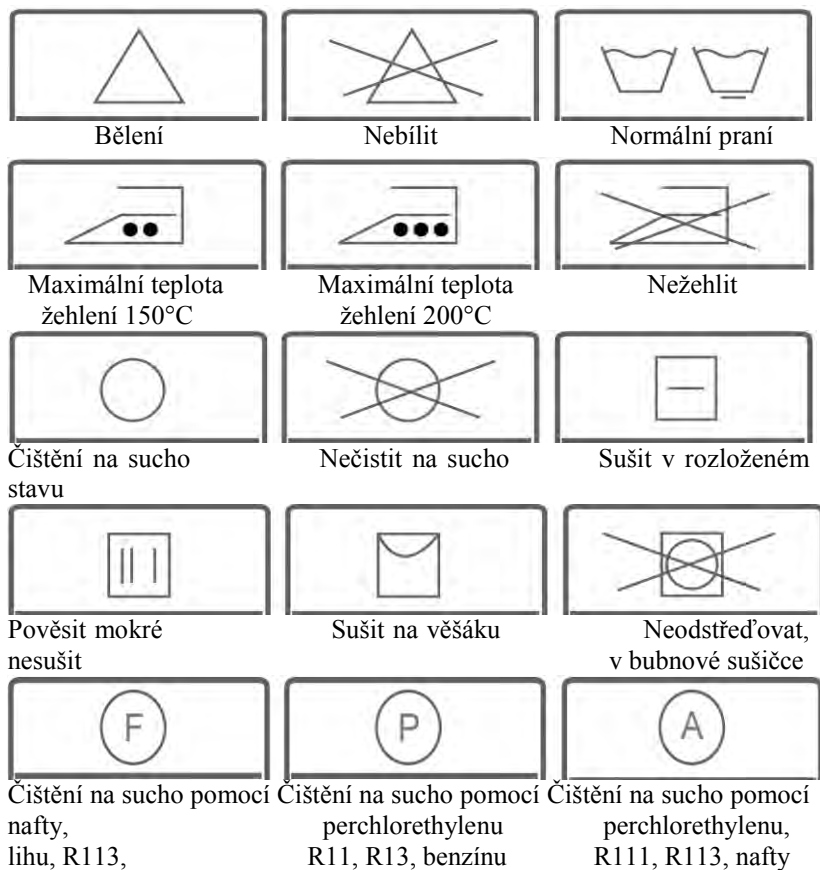 Bělení Nebílit Normální praní
Maximální teplota Maximální teplota Nežehlit
žehlení 150°C žehlení 200°C
Čištění na sucho Nečistit na sucho Sušit v rozloženém
stavu
Pověsit mokré Sušit na věšáku Neodstřeďovat,
nesušit v bubnové sušičce
F P A
Čištění na sucho pomocí Čištění na sucho pomocí Čištění na sucho pomocí
nafty, perchlorethylenu perchlorethylenu,
lihu, R113, R11, R13, benzínu R111, R113, nafty